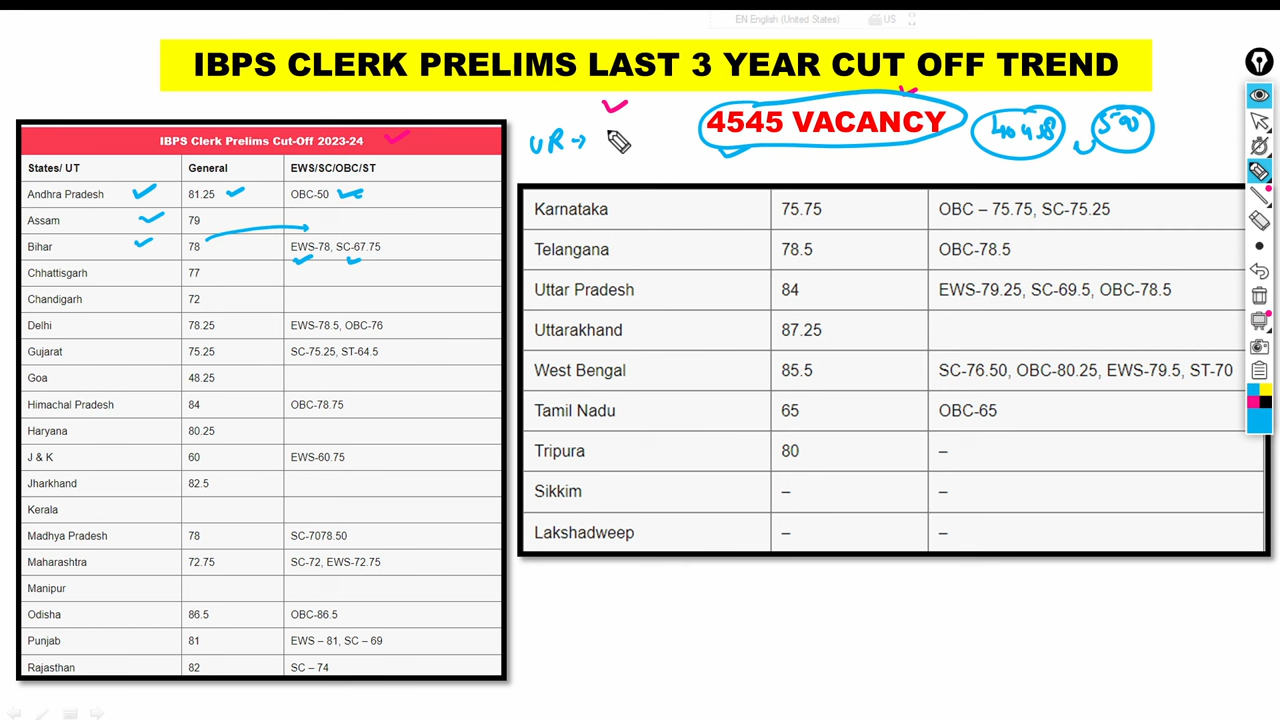 EN English (United States) US
IBPS CLERK PRELIMS LAST 3 YEAR CUT OFF TREND
4545 VACANCY
UR →
IBPS Clerk Prelims Cut-Off 2023-24
States/ UT General EWS/SC/OBC/ST
Andhra Pradesh 81.25 OBC-50
Assam 79
Bihar 78 EWS-78, SC-67.75
Chhattisgarh 77
Chandigarh 72
Delhi 78.25 EWS-78.5, OBC-76
Gujarat 75.25 SC-75.25, ST-64.5
Goa 48.25
Himachal Pradesh 84 OBC-78.75
Haryana 80.25
J & K 60 EWS-60.75
Jharkhand 82.5
Kerala
Madhya Pradesh 78 SC-7078.50
Maharashtra 72.75 SC-72, EWS-72.75
Manipur
Odisha 86.5 OBC-86.5
Punjab 81 EWS – 81, SC – 69
Rajasthan 82 SC – 74
Karnataka 75.75 OBC – 75.75, SC-75.25
Telangana 78.5 OBC-78.5
Uttar Pradesh 84 EWS-79.25, SC-69.5, OBC-78.5
Uttarakhand 87.25
West Bengal 85.5 SC-76.50, OBC-80.25, EWS-79.5, ST-70
Tamil Nadu 65 OBC-65
Tripura 80 –
Sikkim – –
Lakshadweep – –